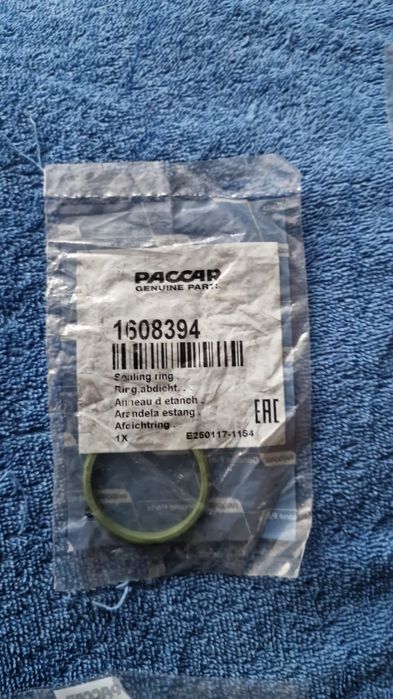 PACCAR
GENUINE PARTS
1608394
Sealing ring .
Ring,abdicht. .
Anneau d etanch .
Arandela estang .
Afdichtring .
1X E250117-1154
EAC